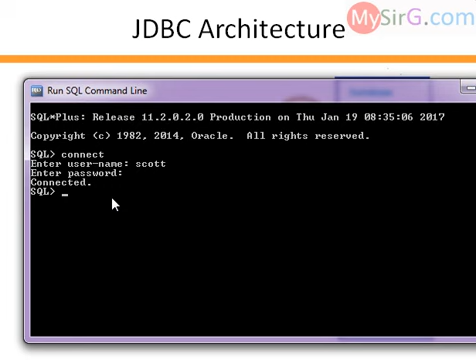 MySirG.com
JDBC Architecture
Run SQL Command Line
SQL*Plus: Release 11.2.0.2.0 Production on Thu Jan 19 08:35:06 2017
Copyright (c) 1982, 2014, Oracle.  All rights reserved.
SQL> connect
Enter user-name: scott
Enter password:
Connected.
SQL> _